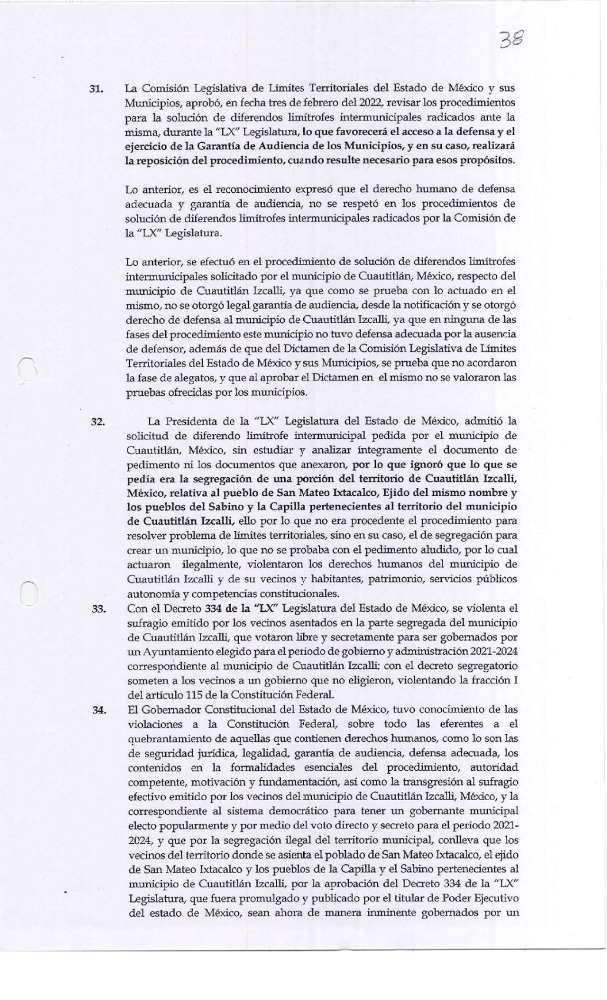 38
31. La Comisión Legislativa de Límites Territoriales del Estado de México y sus
Municipios, aprobó, en fecha tres de febrero del 2022, revisar los procedimientos
para la solución de diferendos limítrofes intermunicipales radicados ante la
misma, durante la "LX" Legislatura, lo que favorecerá el acceso a la defensa y el
ejercicio de la Garantía de Audiencia de los Municipios, y en su caso, realizará
la reposición del procedimiento, cuando resulte necesario para esos propósitos.
Lo anterior, es el reconocimiento expresó que el derecho humano de defensa
adecuada y garantía de audiencia, no se respetó en los procedimientos de
solución de diferendos limítrofes intermunicipales radicados por la Comisión de
la "LX" Legislatura.
Lo anterior, se efectuó en el procedimiento de solución de diferendos limítrofes
intermunicipales solicitado por el municipio de Cuautitlán, México, respecto del
municipio de Cuautitlán Izcalli, ya que como se prueba con lo actuado en el
mismo, no se otorgó legal garantía de audiencia, desde la notificación y se otorgó
derecho de defensa al municipio de Cuautitlán Izcalli, ya que en ninguna de las
fases del procedimiento este municipio no tuvo defensa adecuada por la ausencia
de defensor, además de que del Dictamen de la Comisión Legislativa de Límites
Territoriales del Estado de México y sus Municipios, se prueba que no acordaron
la fase de alegatos, y que al aprobar el Dictamen en el mismo no se valoraron las
pruebas ofrecidas por los municipios.
32. La Presidenta de la "LX" Legislatura del Estado de México, admitió la
solicitud de diferendo limítrofe intermunicipal pedida por el municipio de
Cuautitlán, México, sin estudiar y analizar íntegramente el documento de
pedimento ni los documentos que anexaron, por lo que ignoró que lo que se
pedía era la segregación de una porción del territorio de Cuautitlán Izcalli,
México, relativa al pueblo de San Mateo Ixtacalco, Ejido del mismo nombre y
los pueblos del Sabino y la Capilla pertenecientes al territorio del municipio
de Cuautitlán Izcalli, ello por lo que no era procedente el procedimiento para
resolver problema de límites territoriales, sino en su caso, el de segregación para
crear un municipio, lo que no se probaba con el pedimento aludido, por lo cual
actuaron ilegalmente, violentaron los derechos humanos del municipio de
Cuautitlán Izcalli y de su vecinos y habitantes, patrimonio, servicios públicos
autonomía y competencias constitucionales.
33. Con el Decreto 334 de la "LX" Legislatura del Estado de México, se violenta el
sufragio emitido por los vecinos asentados en la parte segregada del municipio
de Cuautitlán Izcalli, que votaron libre y secretamente para ser gobernados por
un Ayuntamiento elegido para el periodo de gobierno y administración 2021-2024
correspondiente al municipio de Cuautitlán Izcalli; con el decreto segregatorio
someten a los vecinos a un gobierno que no eligieron, violentando la fracción I
del artículo 115 de la Constitución Federal.
34. El Gobernador Constitucional del Estado de México, tuvo conocimiento de las
violaciones a la Constitución Federal, sobre todo las eferentes a el
quebrantamiento de aquellas que contienen derechos humanos, como lo son las
de seguridad jurídica, legalidad, garantía de audiencia, defensa adecuada, los
contenidos en la formalidades esenciales del procedimiento, autoridad
competente, motivación y fundamentación, así como la transgresión al sufragio
efectivo emitido por los vecinos del municipio de Cuautitlán Izcalli, México, y la
correspondiente al sistema democrático para tener un gobernante municipal
electo popularmente y por medio del voto directo y secreto para el período 2021-
2024, y que por la segregación ilegal del territorio municipal, conlleva que los
vecinos del territorio donde se asienta el poblado de San Mateo Ixtacalco, el ejido
de San Mateo Ixtacalco y los pueblos de la Capilla y el Sabino pertenecientes al
municipio de Cuautitlán Izcalli, por la aprobación del Decreto 334 de la "LX"
Legislatura, que fuera promulgado y publicado por el titular de Poder Ejecutivo
del estado de México, sean ahora de manera inminente gobernados por un